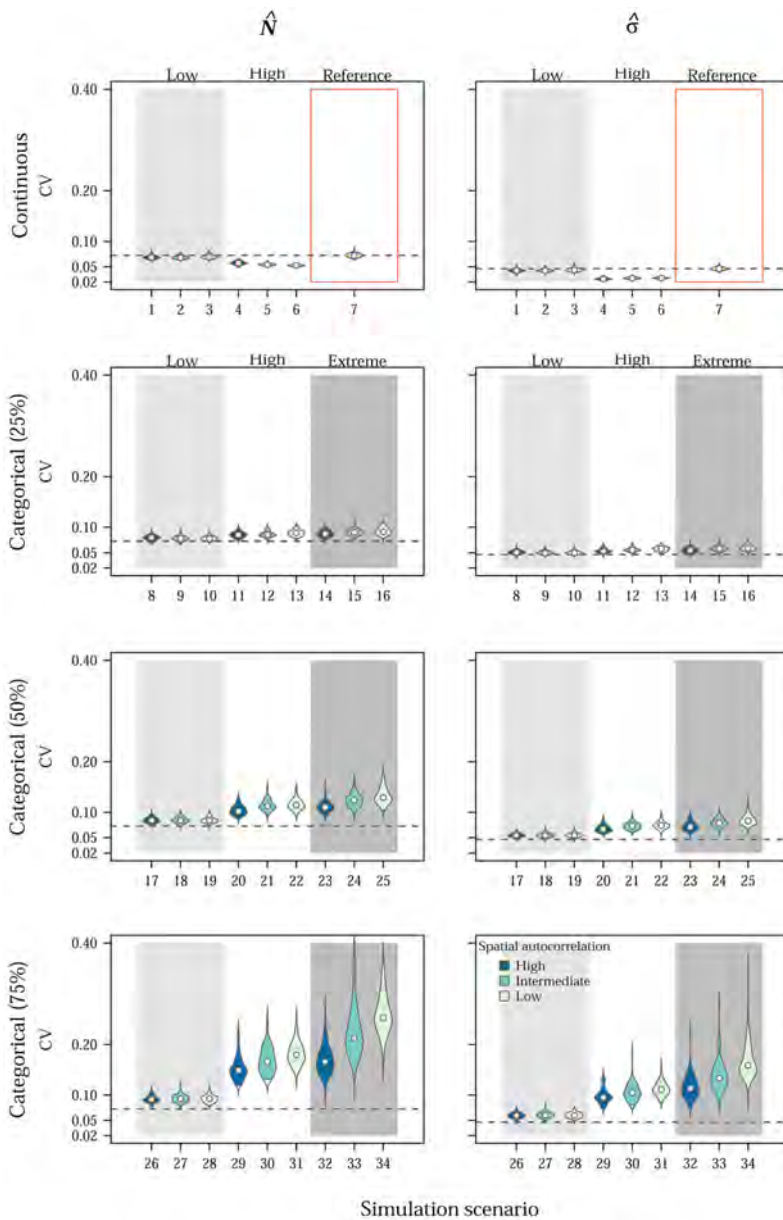 N̂ σ̂
Low High Reference Low High Reference
Continuous
CV
0.40
0.20
0.10
0.05
0.02
1 2 3 4 5 6 7 1 2 3 4 5 6 7
Low High Extreme Low High Extreme
Categorical (25%)
CV
0.40
0.20
0.10
0.05
0.02
8 9 10 11 12 13 14 15 16 8 9 10 11 12 13 14 15 16
Categorical (50%)
CV
0.40
0.20
0.10
0.05
0.02
17 18 19 20 21 22 23 24 25 17 18 19 20 21 22 23 24 25
Categorical (75%)
CV
0.40
0.20
0.10
0.05
0.02
Spatial autocorrelation
High
Intermediate
Low
26 27 28 29 30 31 32 33 34 26 27 28 29 30 31 32 33 34
Simulation scenario